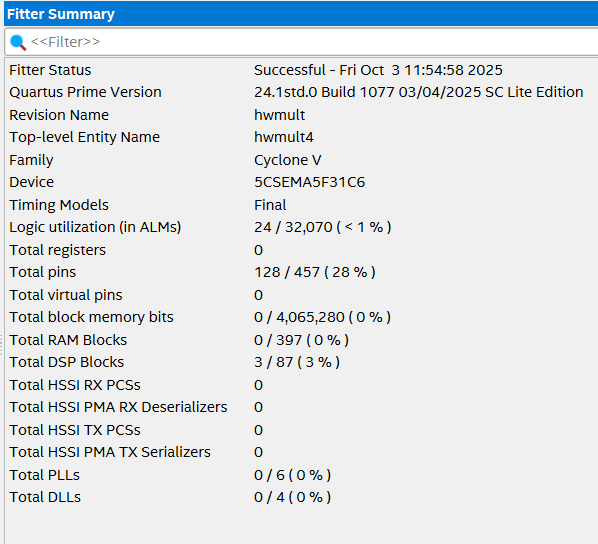 Fitter Summary
<<Filter>>
Fitter Status Successful - Fri Oct 3 11:54:58 2025
Quartus Prime Version 24.1std.0 Build 1077 03/04/2025 SC Lite Edition
Revision Name hwmult
Top-level Entity Name hwmult4
Family Cyclone V
Device 5CSEMA5F31C6
Timing Models Final
Logic utilization (in ALMs) 24 / 32,070 ( < 1 % )
Total registers 0
Total pins 128 / 457 ( 28 % )
Total virtual pins 0
Total block memory bits 0 / 4,065,280 ( 0 % )
Total RAM Blocks 0 / 397 ( 0 % )
Total DSP Blocks 3 / 87 ( 3 % )
Total HSSI RX PCSs 0
Total HSSI PMA RX Deserializers 0
Total HSSI TX PCSs 0
Total HSSI PMA TX Serializers 0
Total PLLs 0 / 6 ( 0 % )
Total DLLs 0 / 4 ( 0 % )